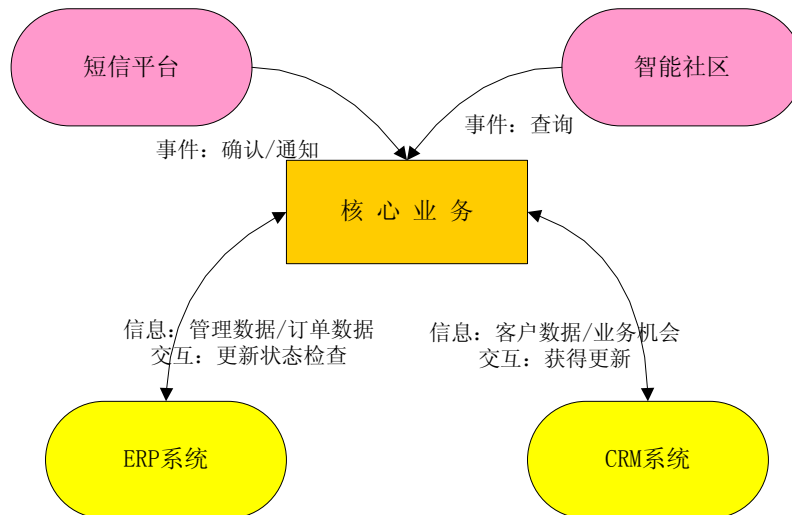 短信平台
智能社区
事件：查询
事件：确认/通知
核 心 业 务
信息：管理数据/订单数据
交互：更新状态检查
信息：客户数据/业务机会
交互：获得更新
ERP系统
CRM系统